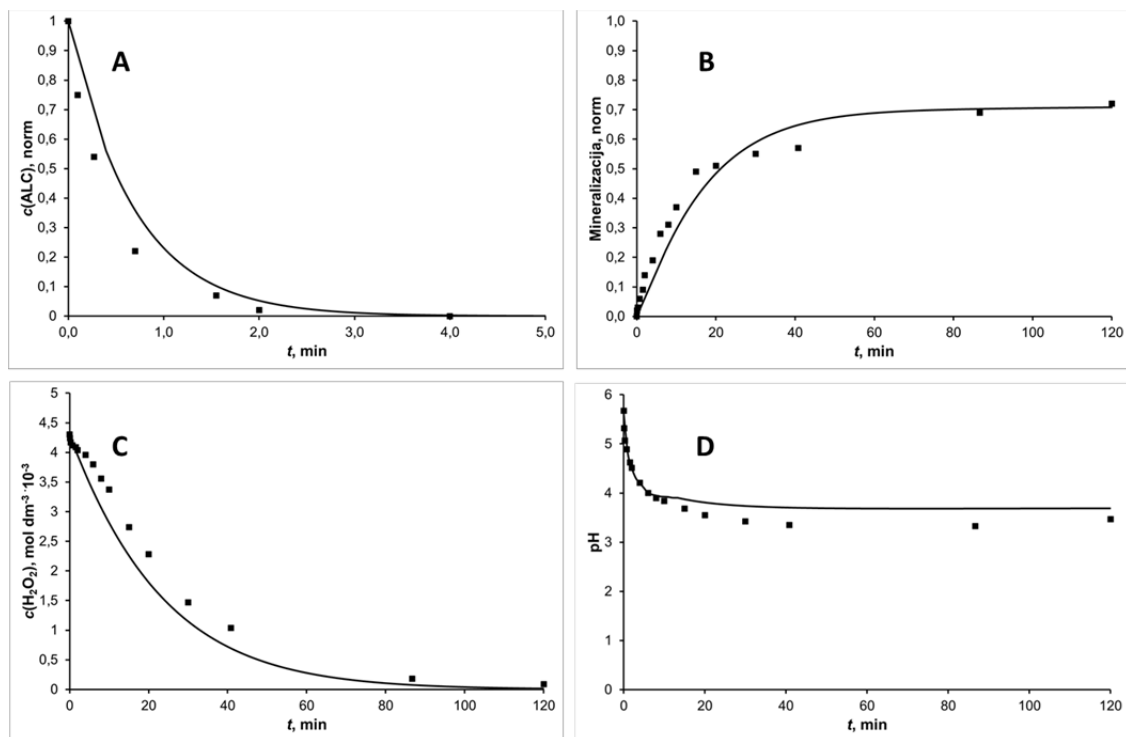 A
c(ALC), norm
1
0,9
0,8
0,7
0,6
0,5
0,4
0,3
0,2
0,1
0
0,0 1,0 2,0 3,0 4,0 5,0
t, min
B
Mineralizacija, norm
1,0
0,9
0,8
0,7
0,6
0,5
0,4
0,3
0,2
0,1
0,0
0 20 40 60 80 100 120
t, min
C
c(H₂O₂), mol dm⁻³ ·10⁻³
5
4,5
4
3,5
3
2,5
2
1,5
1
0,5
0
0 20 40 60 80 100 120
t, min
D
pH
6
5
4
3
2
1
0
0 20 40 60 80 100 120
t, min